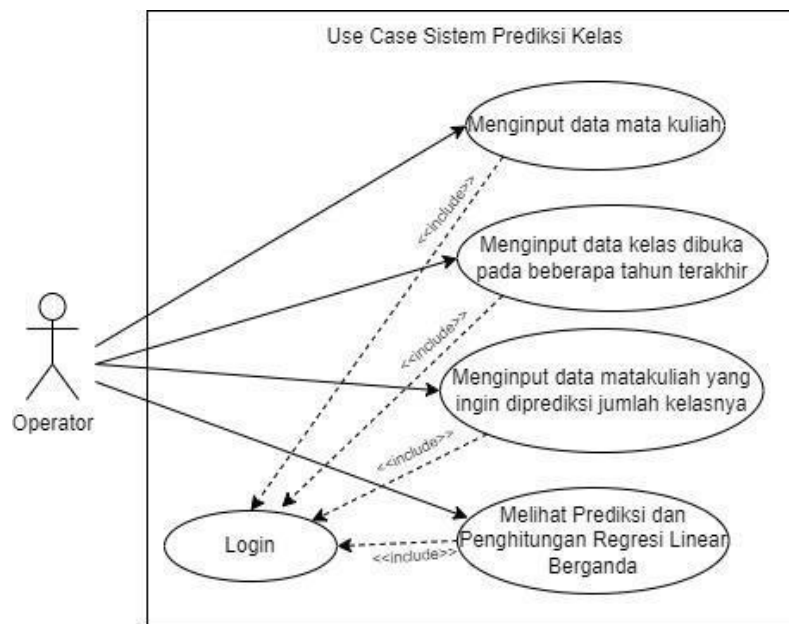 Use Case Sistem Prediksi Kelas
Menginput data mata kuliah
<<include>>
Menginput data kelas dibuka
pada beberapa tahun terakhir
<<include>>
Menginput data matakuliah yang
ingin diprediksi jumlah kelasnya
Operator
<<include>>
Login
<<include>>
Melihat Prediksi dan
Penghitungan Regresi Linear
Berganda